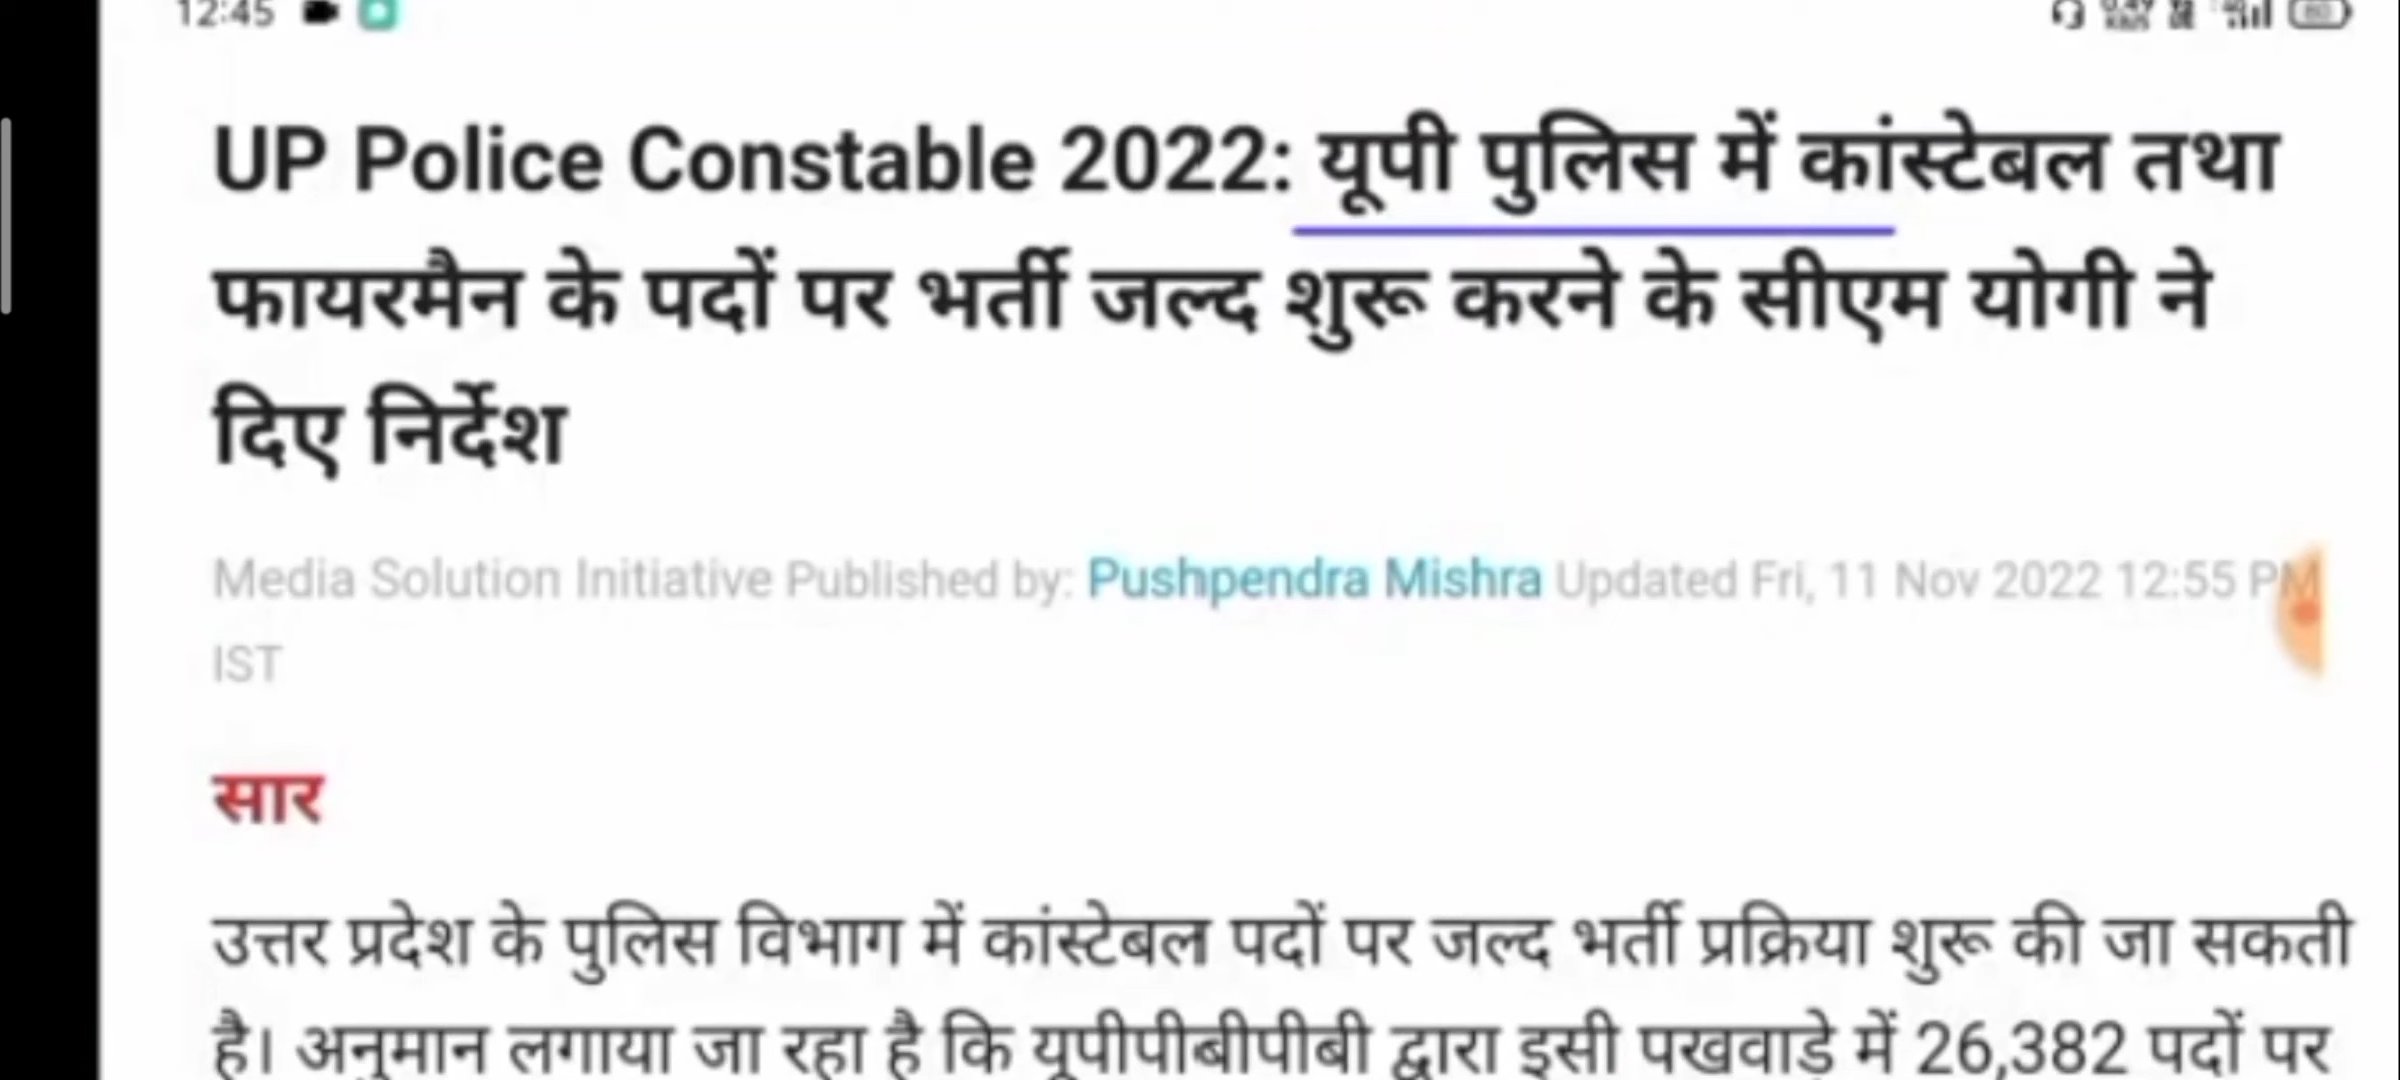 12:45
UP Police Constable 2022: यूपी पुलिस में कांस्टेबल तथा
फायरमैन के पदों पर भर्ती जल्द शुरू करने के सीएम योगी ने
दिए निर्देश
Media Solution Initiative Published by: Pushpendra Mishra Updated Fri, 11 Nov 2022 12:55 PM
IST
सार
उत्तर प्रदेश के पुलिस विभाग में कांस्टेबल पदों पर जल्द भर्ती प्रक्रिया शुरू की जा सकती
है। अनुमान लगाया जा रहा है कि यूपीपीबीपीबी द्वारा इसी पखवाड़े में 26,382 पदों पर